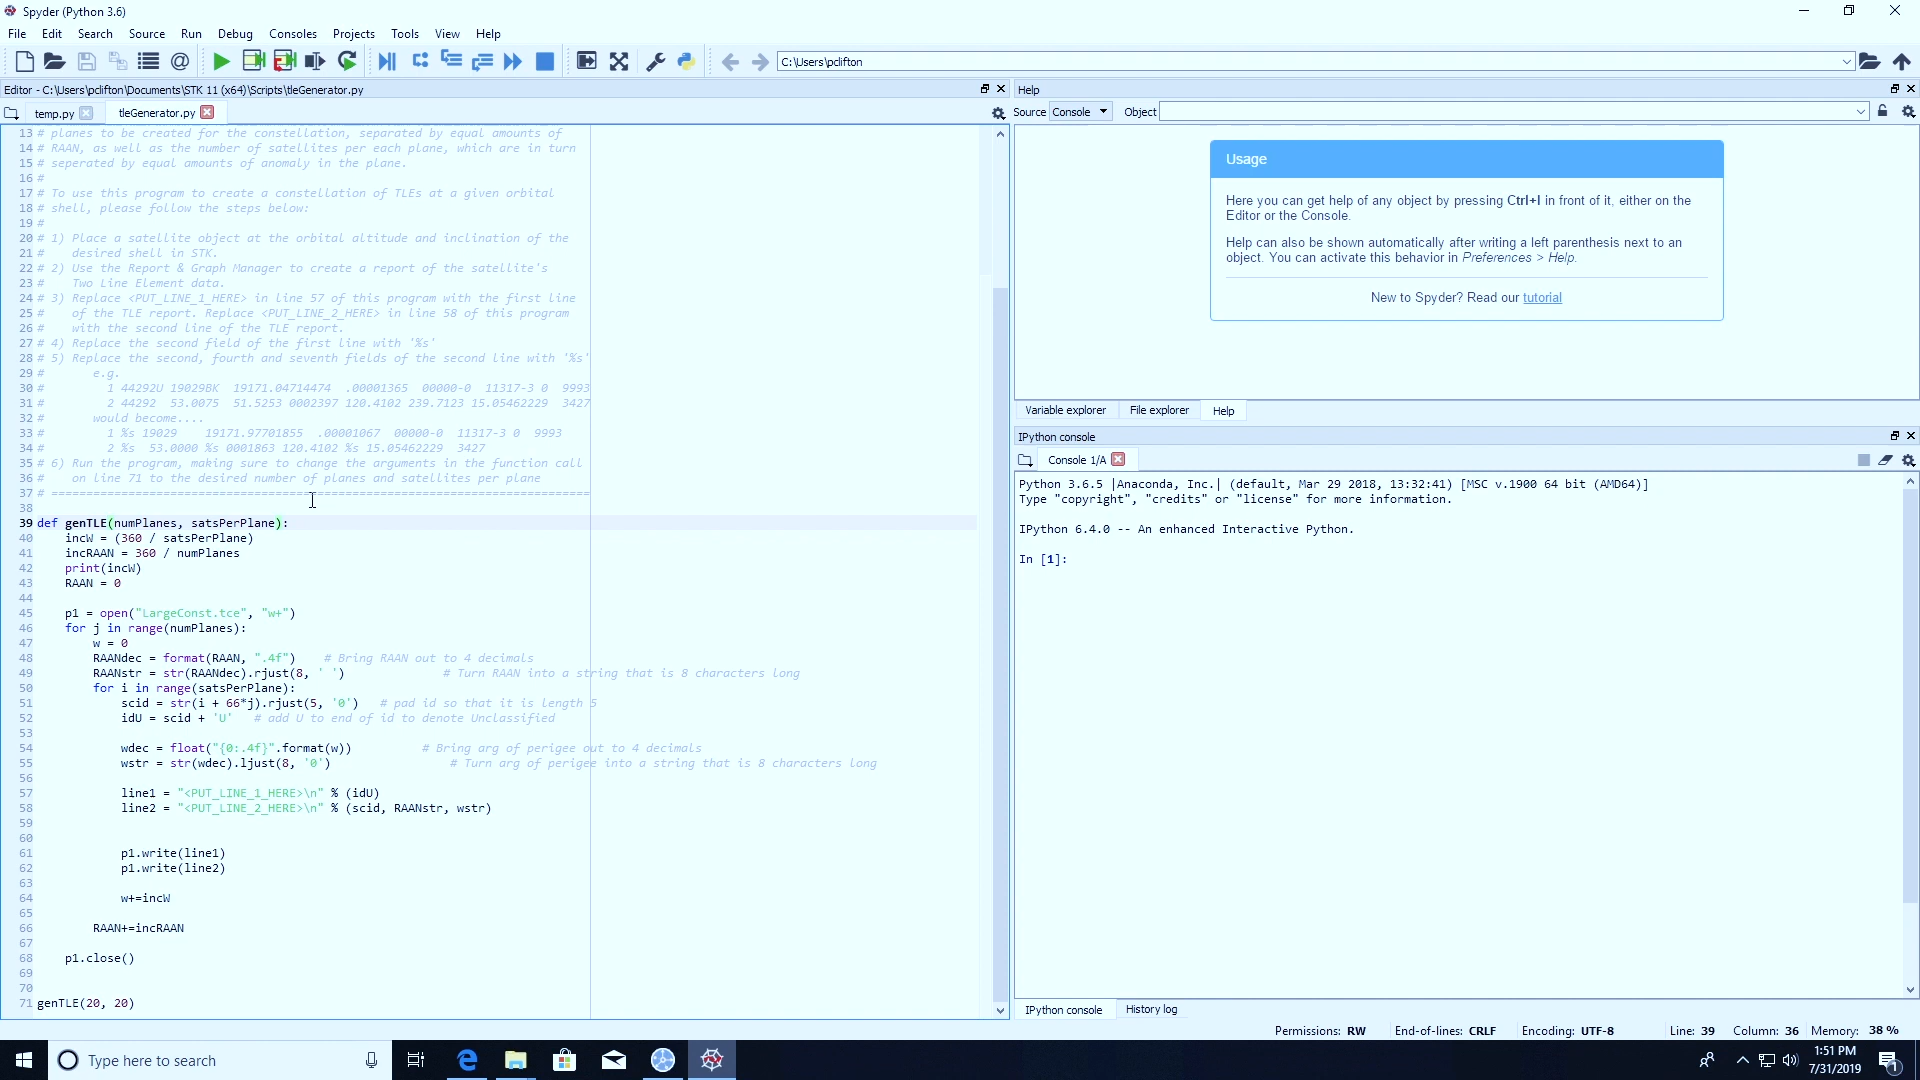 Spyder (Python 3.6)
File Edit Search Source Run Debug Consoles Projects Tools View Help
C:\Users\pclifton
Editor - C:\Users\pclifton\Documents\STK 11 (x64)\Scripts\tleGenerator.py
temp.py tleGenerator.py
13 # planes to be created for the constellation, separated by equal amounts of
14 # RAAN, as well as the number of satellites per each plane, which are in turn
15 # seperated by equal amounts of anomaly in the plane.
16 #
17 # To use this program to create a constellation of TLEs at a given orbital
18 # shell, please follow the steps below:
19 #
20 # 1) Place a satellite object at the orbital altitude and inclination of the
21 #    desired shell in STK.
22 # 2) Use the Report & Graph Manager to create a report of the satellite's
23 #    Two Line Element data.
24 # 3) Replace <PUT_LINE_1_HERE> in line 57 of this program with the first line
25 #    of the TLE report. Replace <PUT_LINE_2_HERE> in line 58 of this program
26 #    with the second line of the TLE report.
27 # 4) Replace the second field of the first line with '%s'
28 # 5) Replace the second, fourth and seventh fields of the second line with '%s'
29 #       e.g.
30 #         1 44292U 19029BK  19171.04714474  .00001365  00000-0  11317-3 0  9993
31 #         2 44292  53.0075  51.5253 0002397 120.4102 239.7123 15.05462229  3427
32 #       would become....
33 #         1 %s 19029    19171.97701855  .00001067  00000-0  11317-3 0  9993
34 #         2 %s  53.0000 %s 0001863 120.4102 %s 15.05462229  3427
35 # 6) Run the program, making sure to change the arguments in the function call
36 #    on line 71 to the desired number of planes and satellites per plane
37 # =============================================================================
38
39 def genTLE(numPlanes, satsPerPlane):
40     incW = (360 / satsPerPlane)
41     incRAAN = 360 / numPlanes
42     print(incW)
43     RAAN = 0
44
45     p1 = open("LargeConst.tce", "w+")
46     for j in range(numPlanes):
47         w = 0
48         RAANdec = format(RAAN, ".4f")    # Bring RAAN out to 4 decimals
49         RAANstr = str(RAANdec).rjust(8, ' ')              # Turn RAAN into a string that is 8 characters long
50         for i in range(satsPerPlane):
51             scid = str(i + 66*j).rjust(5, '0')   # pad id so that it is length 5
52             idU = scid + 'U'   # add U to end of id to denote Unclassified
53
54             wdec = float("{0:.4f}".format(w))          # Bring arg of perigee out to 4 decimals
55             wstr = str(wdec).ljust(8, '0')                 # Turn arg of perigee into a string that is 8 characters long
56
57             line1 = "<PUT_LINE_1_HERE>\n" % (idU)
58             line2 = "<PUT_LINE_2_HERE>\n" % (scid, RAANstr, wstr)
59
60
61             p1.write(line1)
62             p1.write(line2)
63
64             w+=incW
65
66         RAAN+=incRAAN
67
68     p1.close()
69
70
71 genTLE(20, 20)
Help
Source Console Object
Usage
Here you can get help of any object by pressing Ctrl+I in front of it, either on the
Editor or the Console.
Help can also be shown automatically after writing a left parenthesis next to an
object. You can activate this behavior in Preferences > Help.
New to Spyder? Read our tutorial
Variable explorer File explorer Help
IPython console
Console 1/A
Python 3.6.5 |Anaconda, Inc.| (default, Mar 29 2018, 13:32:41) [MSC v.1900 64 bit (AMD64)]
Type "copyright", "credits" or "license" for more information.
IPython 6.4.0 -- An enhanced Interactive Python.
In [1]:
IPython console History log
Permissions: RW End-of-lines: CRLF Encoding: UTF-8 Line: 39 Column: 36 Memory: 38 %
Type here to search
1:51 PM
7/31/2019
1